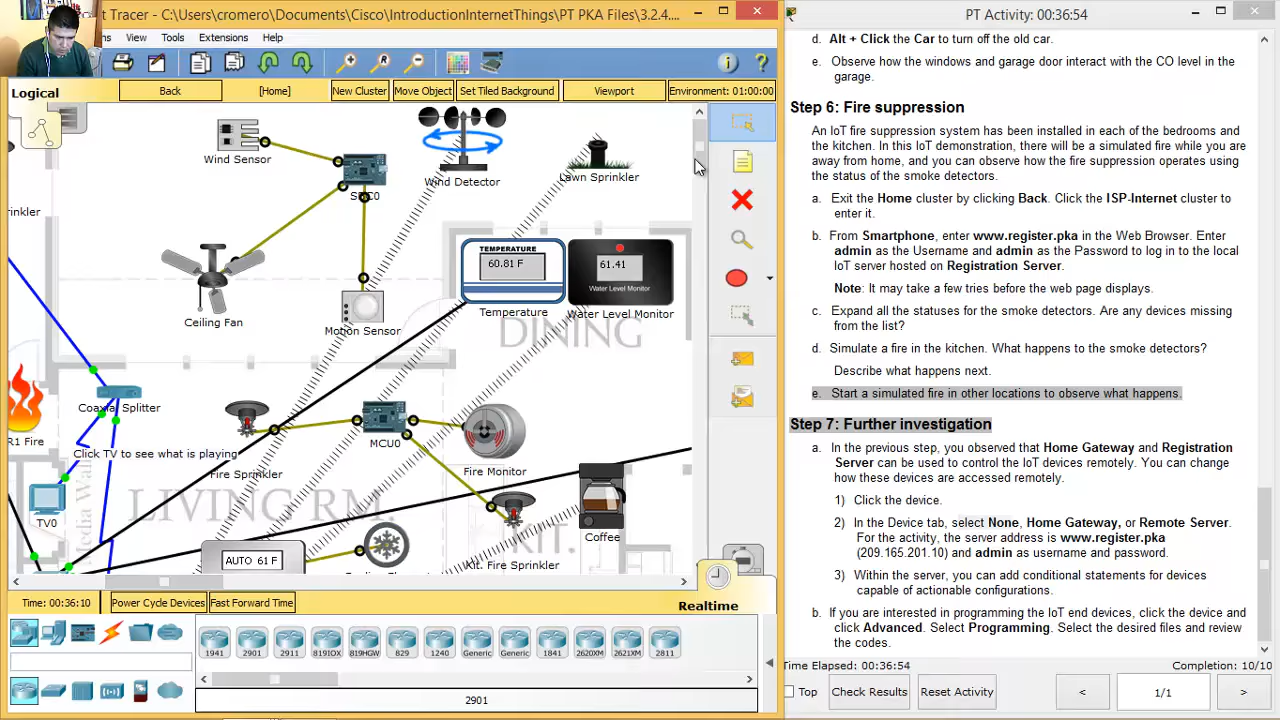 t Tracer - C:\Users\cromero\Documents\Cisco\IntroductionInternetThings\PT PKA Files\3.2.4....
View Tools Extensions Help
Logical
Back
[Home]
New Cluster
Move Object
Set Tiled Background
Viewport
Environment: 01:00:00
Wind Sensor
SBC0
Wind Detector
Lawn Sprinkler
rinkler
Ceiling Fan
Motion Sensor
TEMPERATURE
60.81 F
Temperature
61.41
Water Level Monitor
Water Level Monitor
DINING
Coaxial Splitter
R1 Fire
Click TV to see what is playing
MCU0
Fire Monitor
Fire Sprinkler
TV0
Media Wall
LIVING RM.
KIT.
Kit. Fire Sprinkler
Coffee
AUTO 61 F
Time: 00:36:10
Power Cycle Devices
Fast Forward Time
Realtime
1941
2901
2911
819IOX
819HGW
829
1240
Generic
Generic
1841
2620XM
2621XM
2811
2901
PT Activity: 00:36:54
d. Alt + Click the Car to turn off the old car.
e. Observe how the windows and garage door interact with the CO level in the
garage.
Step 6: Fire suppression
An IoT fire suppression system has been installed in each of the bedrooms and
the kitchen. In this IoT demonstration, there will be a simulated fire while you are
away from home, and you can observe how the fire suppression operates using
the status of the smoke detectors.
a. Exit the Home cluster by clicking Back. Click the ISP-Internet cluster to
enter it.
b. From Smartphone, enter www.register.pka in the Web Browser. Enter
admin as the Username and admin as the Password to log in to the local
IoT server hosted on Registration Server.
Note: It may take a few tries before the web page displays.
c. Expand all the statuses for the smoke detectors. Are any devices missing
from the list?
d. Simulate a fire in the kitchen. What happens to the smoke detectors?
Describe what happens next.
e. Start a simulated fire in other locations to observe what happens.
Step 7: Further investigation
a. In the previous step, you observed that Home Gateway and Registration
Server can be used to control the IoT devices remotely. You can change
how these devices are accessed remotely.
1) Click the device.
2) In the Device tab, select None, Home Gateway, or Remote Server.
For the activity, the server address is www.register.pka
(209.165.201.10) and admin as username and password.
3) Within the server, you can add conditional statements for devices
capable of actionable configurations.
b. If you are interested in programming the IoT end devices, click the device and
click Advanced. Select Programming. Select the desired files and review
the codes.
Time Elapsed: 00:36:54
Completion: 10/10
Top
Check Results
Reset Activity
<
1/1
>